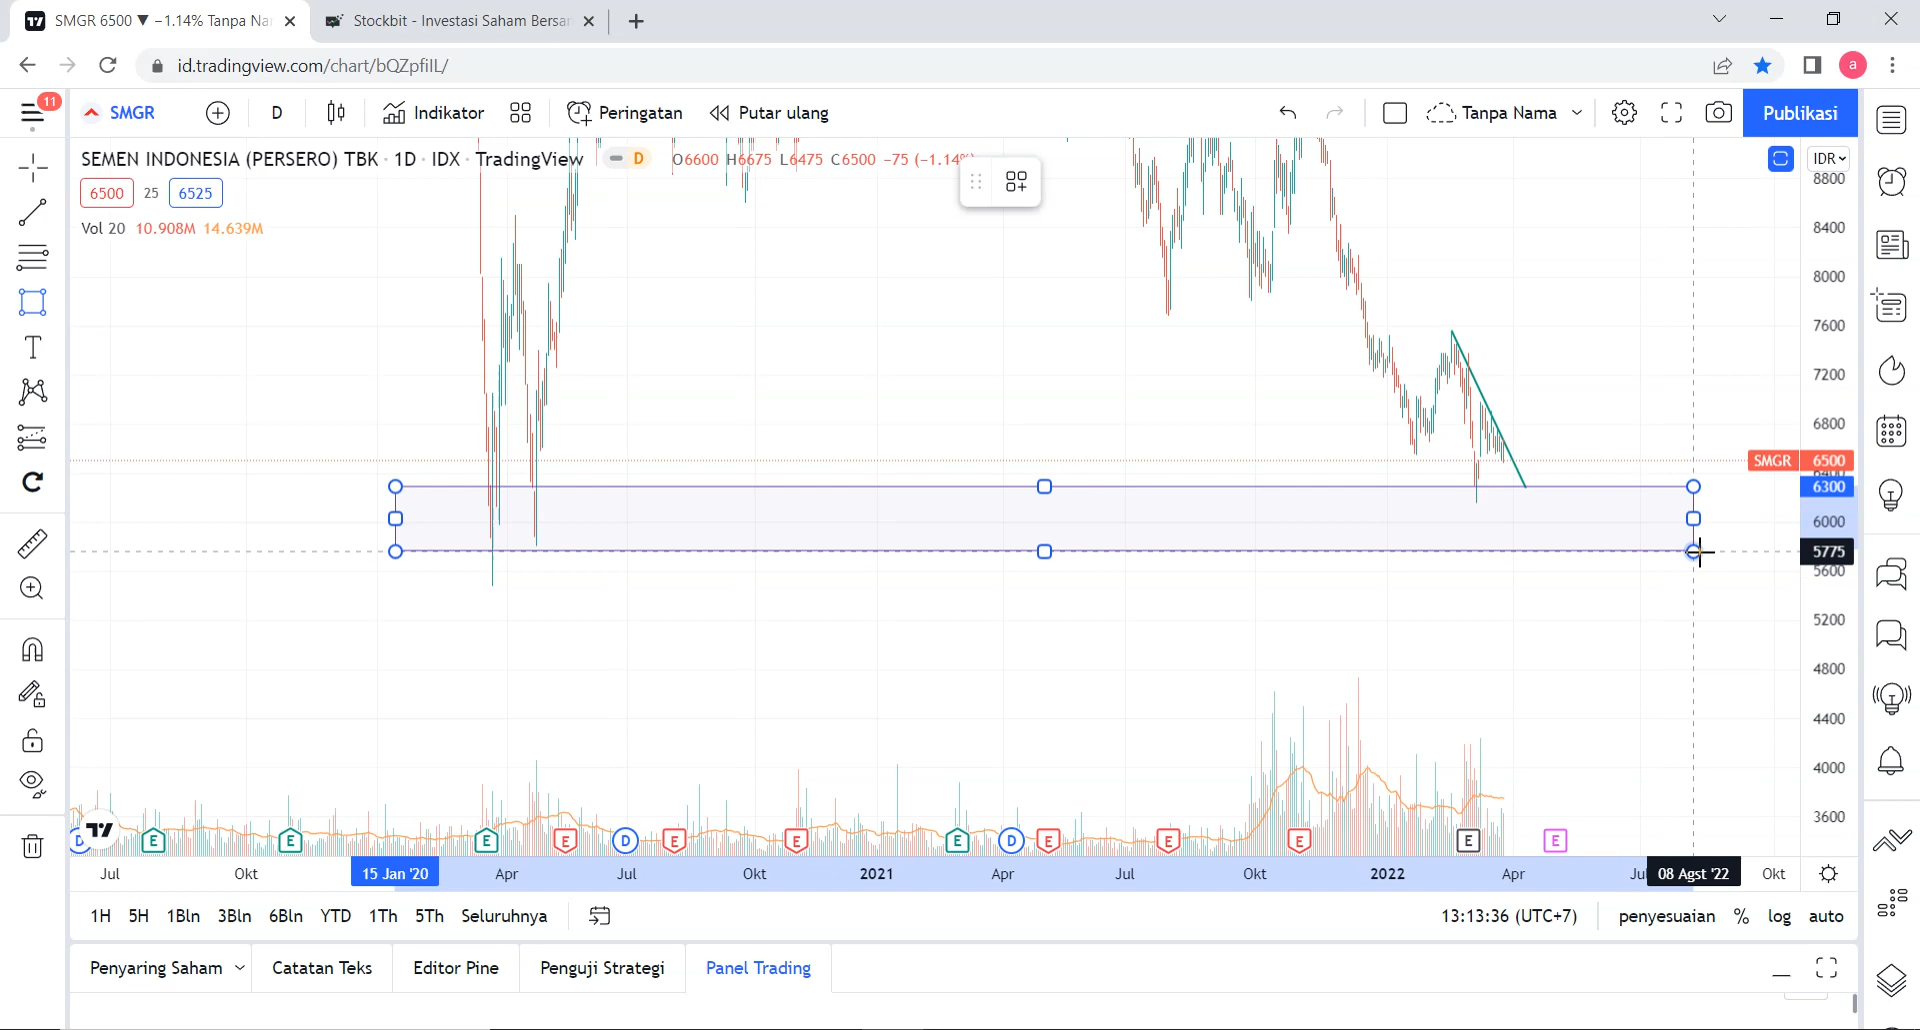 SMGR 6500 ▼ −1.14% Tanpa Na
Stockbit - Investasi Saham Bersa
id.tradingview.com/chart/bQZpfiIL/
a
11
SMGR
D
Indikator
Peringatan
Putar ulang
Tanpa Nama
Publikasi
SEMEN INDONESIA (PERSERO) TBK · 1D · IDX · TradingView
D
O6600 H6675 L6475 C6500 −75 (−1.14%)
IDR
6500
25
6525
Vol 20 10.908M 14.639M
8800
8400
8000
7600
7200
6800
SMGR 6500
6400
6300
6000
5775
5600
5200
4800
4400
4000
3600
D E E E E D E E E D E E E E E
Jul
Okt
15 Jan '20
Apr
Jul
Okt
2021
Apr
Jul
Okt
2022
Apr
Ju
08 Agst '22
Okt
1H 5H 1Bln 3Bln 6Bln YTD 1Th 5Th Seluruhnya
13:13:36 (UTC+7)
penyesuaian % log auto
Penyaring Saham
Catatan Teks
Editor Pine
Penguji Strategi
Panel Trading